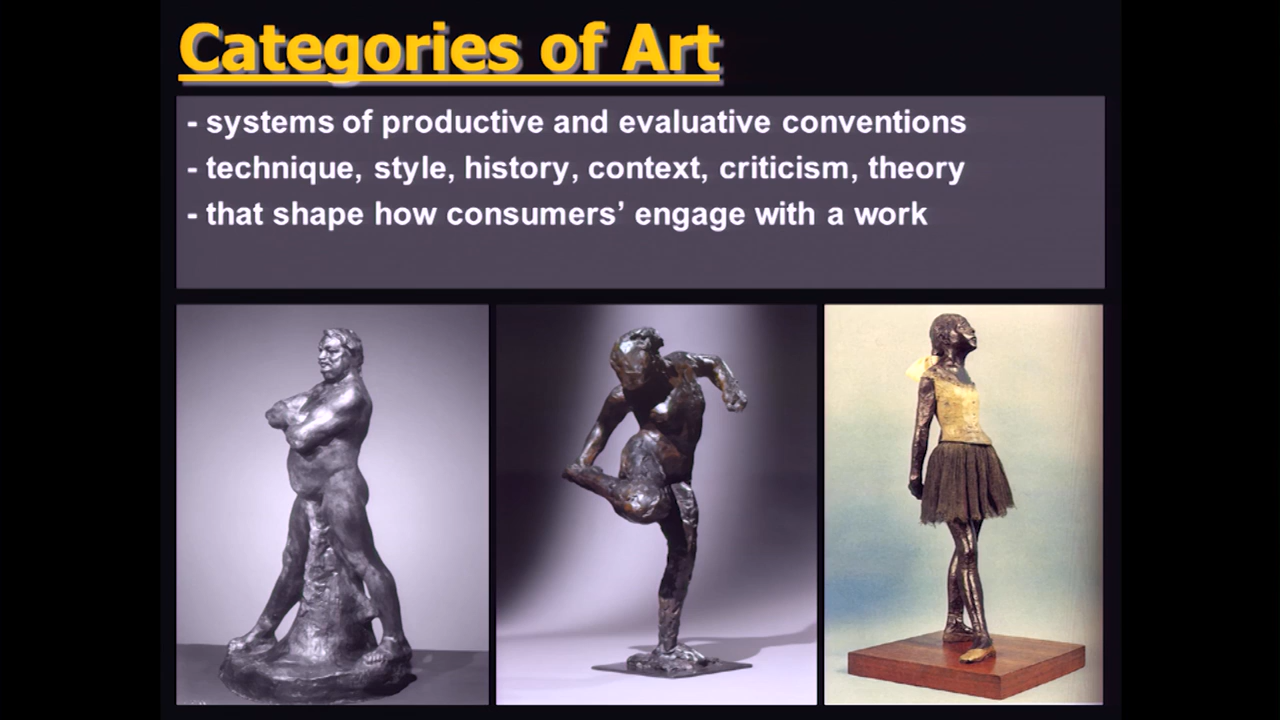 Categories of Art
- systems of productive and evaluative conventions
- technique, style, history, context, criticism, theory
- that shape how consumers’ engage with a work